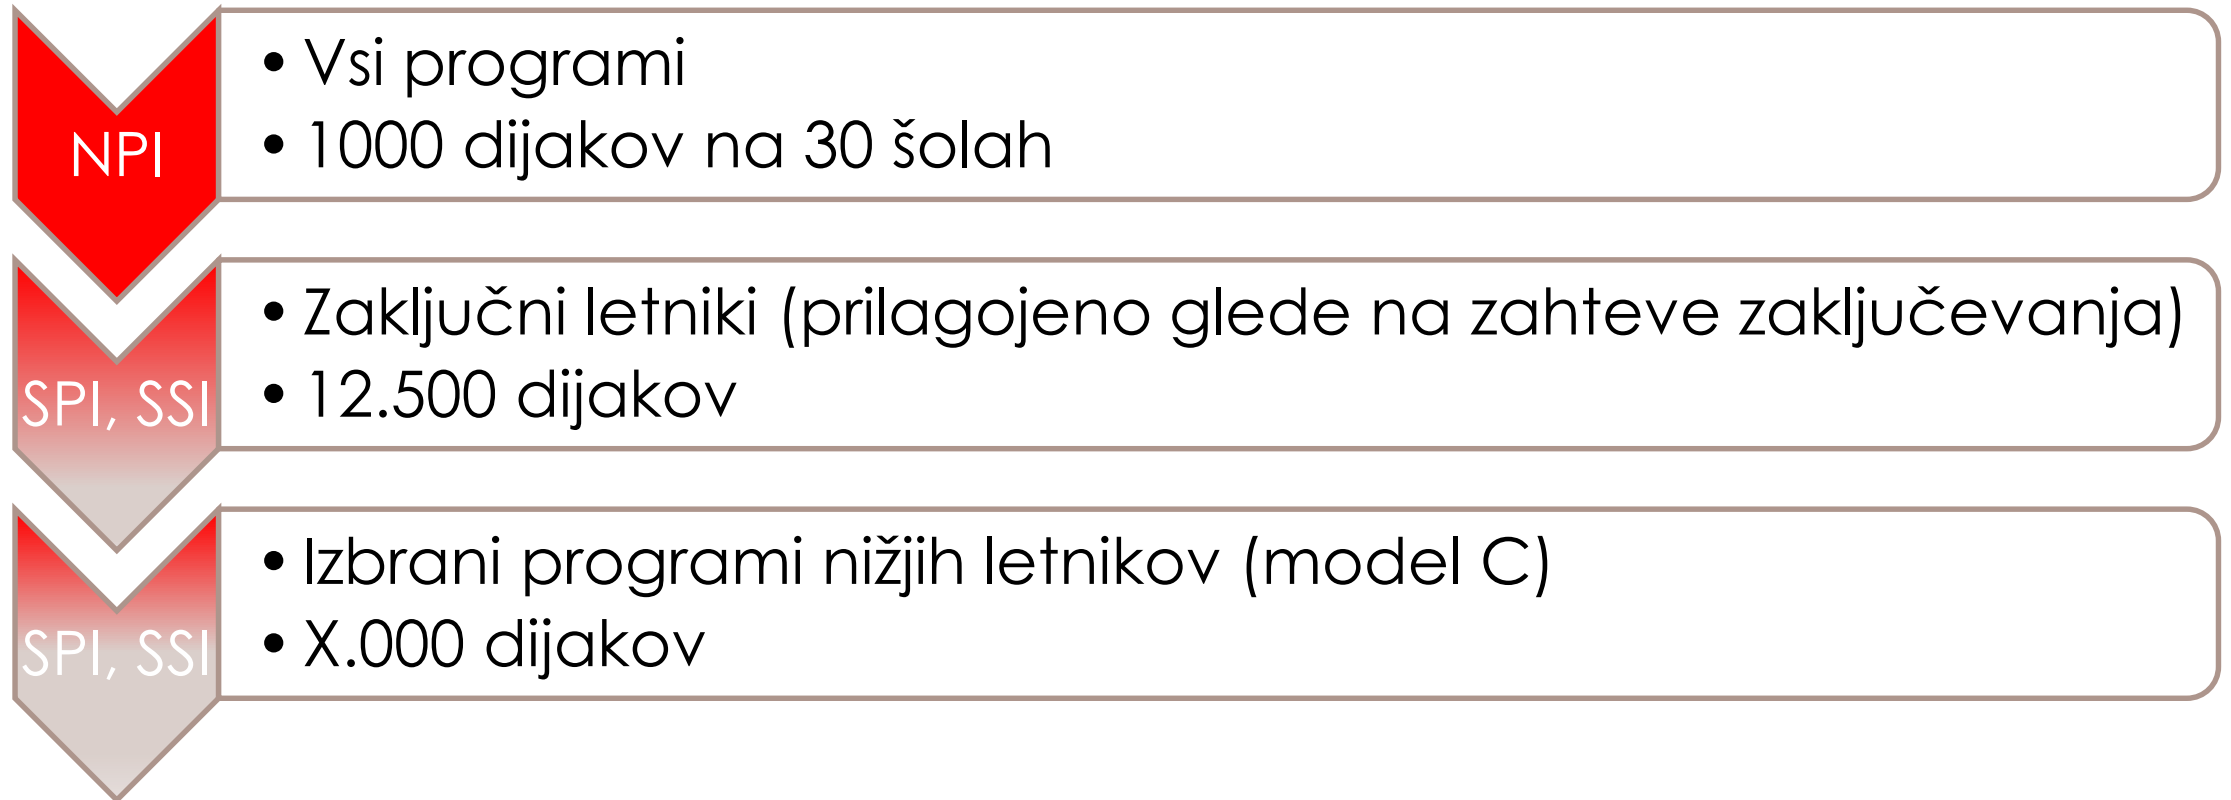 NPI
• Vsi programi
• 1000 dijakov na 30 šolah
SPI, SSI
• Zaključni letniki (prilagojeno glede na zahteve zaključevanja)
• 12.500 dijakov
SPI, SSI
• Izbrani programi nižjih letnikov (model C)
• X.000 dijakov